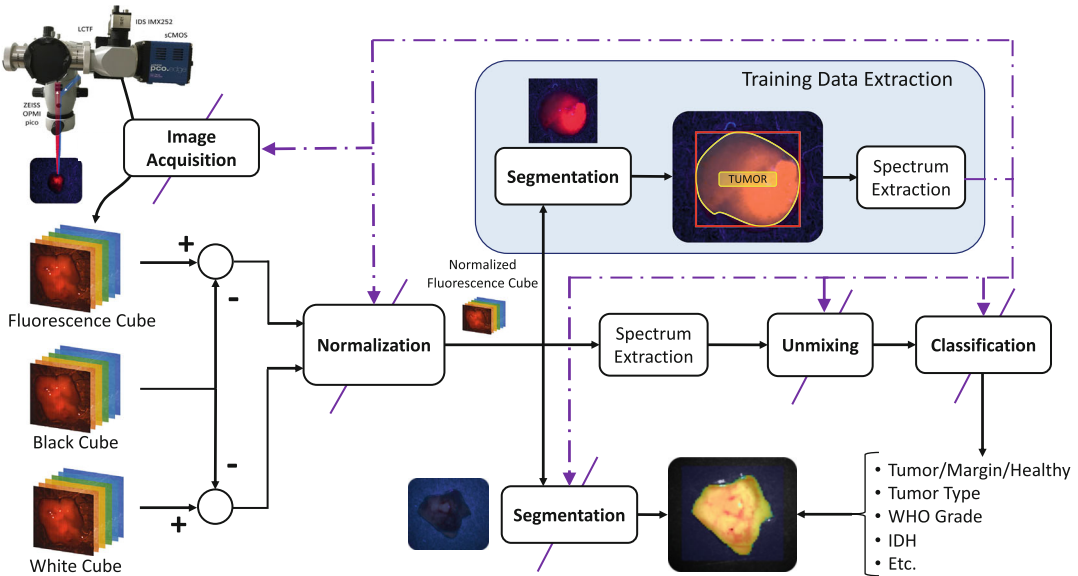 IDS IMX252
LCTF
sCMOS
pco.edge
ZEISS
OPMI
pico
Image
Acquisition
Training Data Extraction
Segmentation
TUMOR
Spectrum
Extraction
Fluorescence Cube
+
-
Normalized
Fluorescence Cube
Normalization
Spectrum
Extraction
Unmixing
Classification
Black Cube
-
+
White Cube
Segmentation
• Tumor/Margin/Healthy
• Tumor Type
• WHO Grade
• IDH
• Etc.